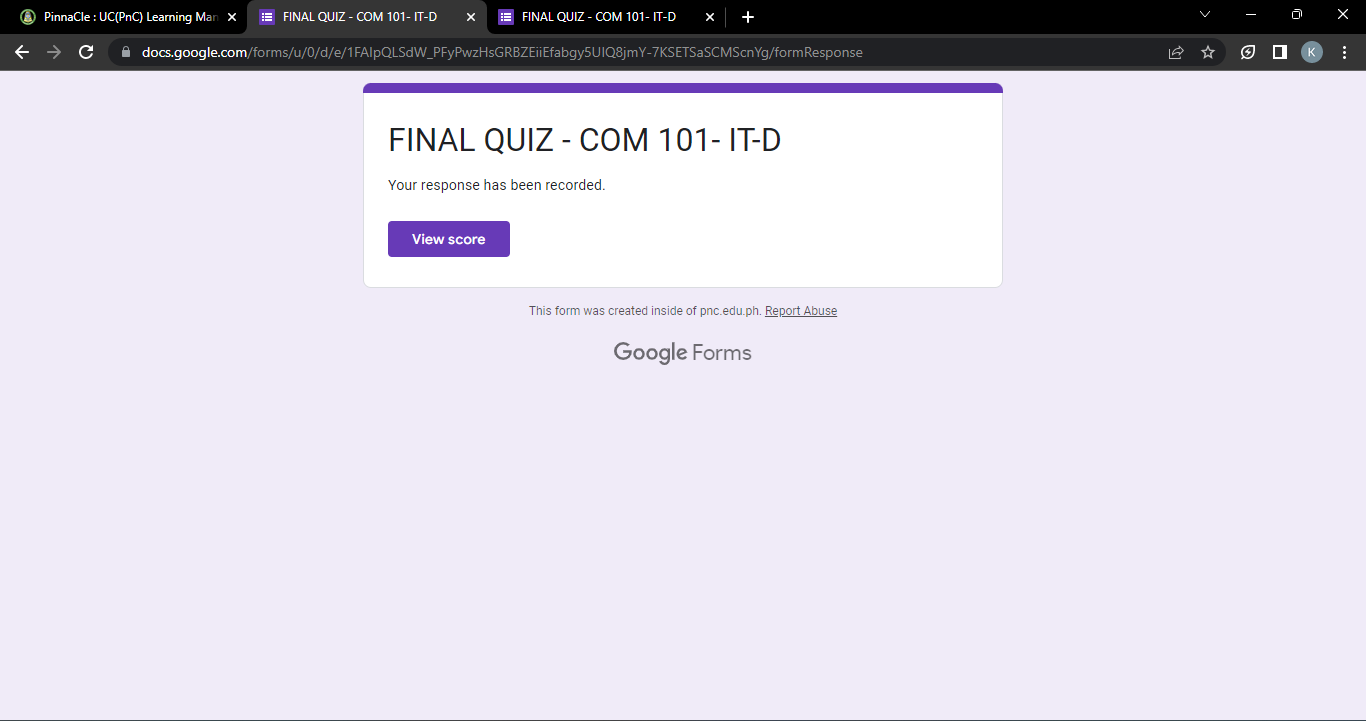 PinnaCle : UC(PnC) Learning Man
FINAL QUIZ - COM 101- IT-D
FINAL QUIZ - COM 101- IT-D
docs.google.com/forms/u/0/d/e/1FAIpQLSdW_PFyPwzHsGRBZEiiEfabgy5UIQ8jmY-7KSETSaSCMScnYg/formResponse
K
FINAL QUIZ - COM 101- IT-D
Your response has been recorded.
View score
This form was created inside of pnc.edu.ph. Report Abuse
Google Forms